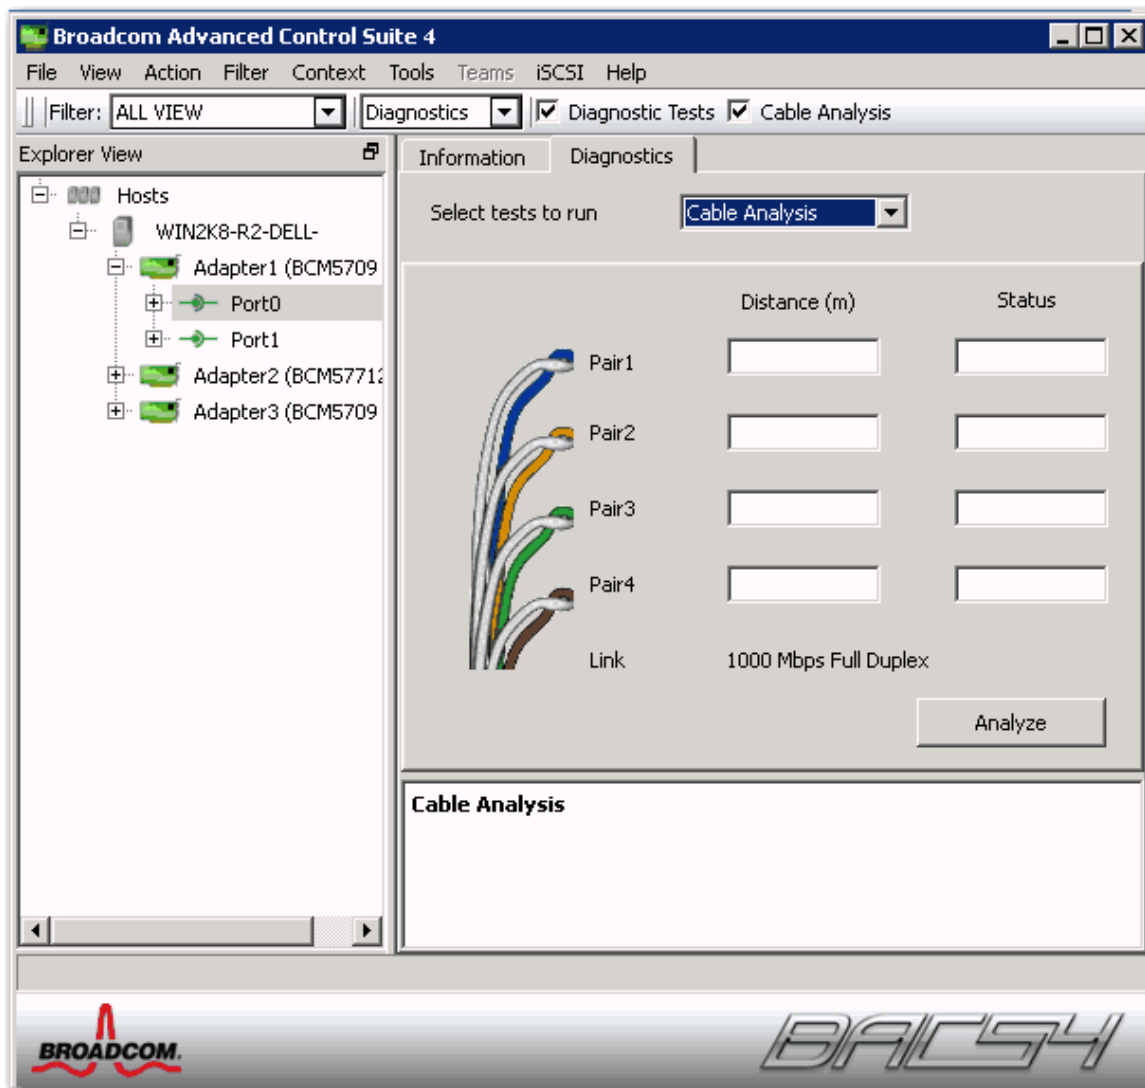 Broadcom Advanced Control Suite 4
File View Action Filter Context Tools Teams iSCSI Help
Filter: ALL VIEW Diagnostics Diagnostic Tests Cable Analysis
Explorer View
Hosts
WIN2K8-R2-DELL-
Adapter1 (BCM5709
Port0
Port1
Adapter2 (BCM57712
Adapter3 (BCM5709
Information Diagnostics
Select tests to run Cable Analysis
Distance (m) Status
Pair1
Pair2
Pair3
Pair4
Link 1000 Mbps Full Duplex
Analyze
Cable Analysis
BROADCOM.
BACS4